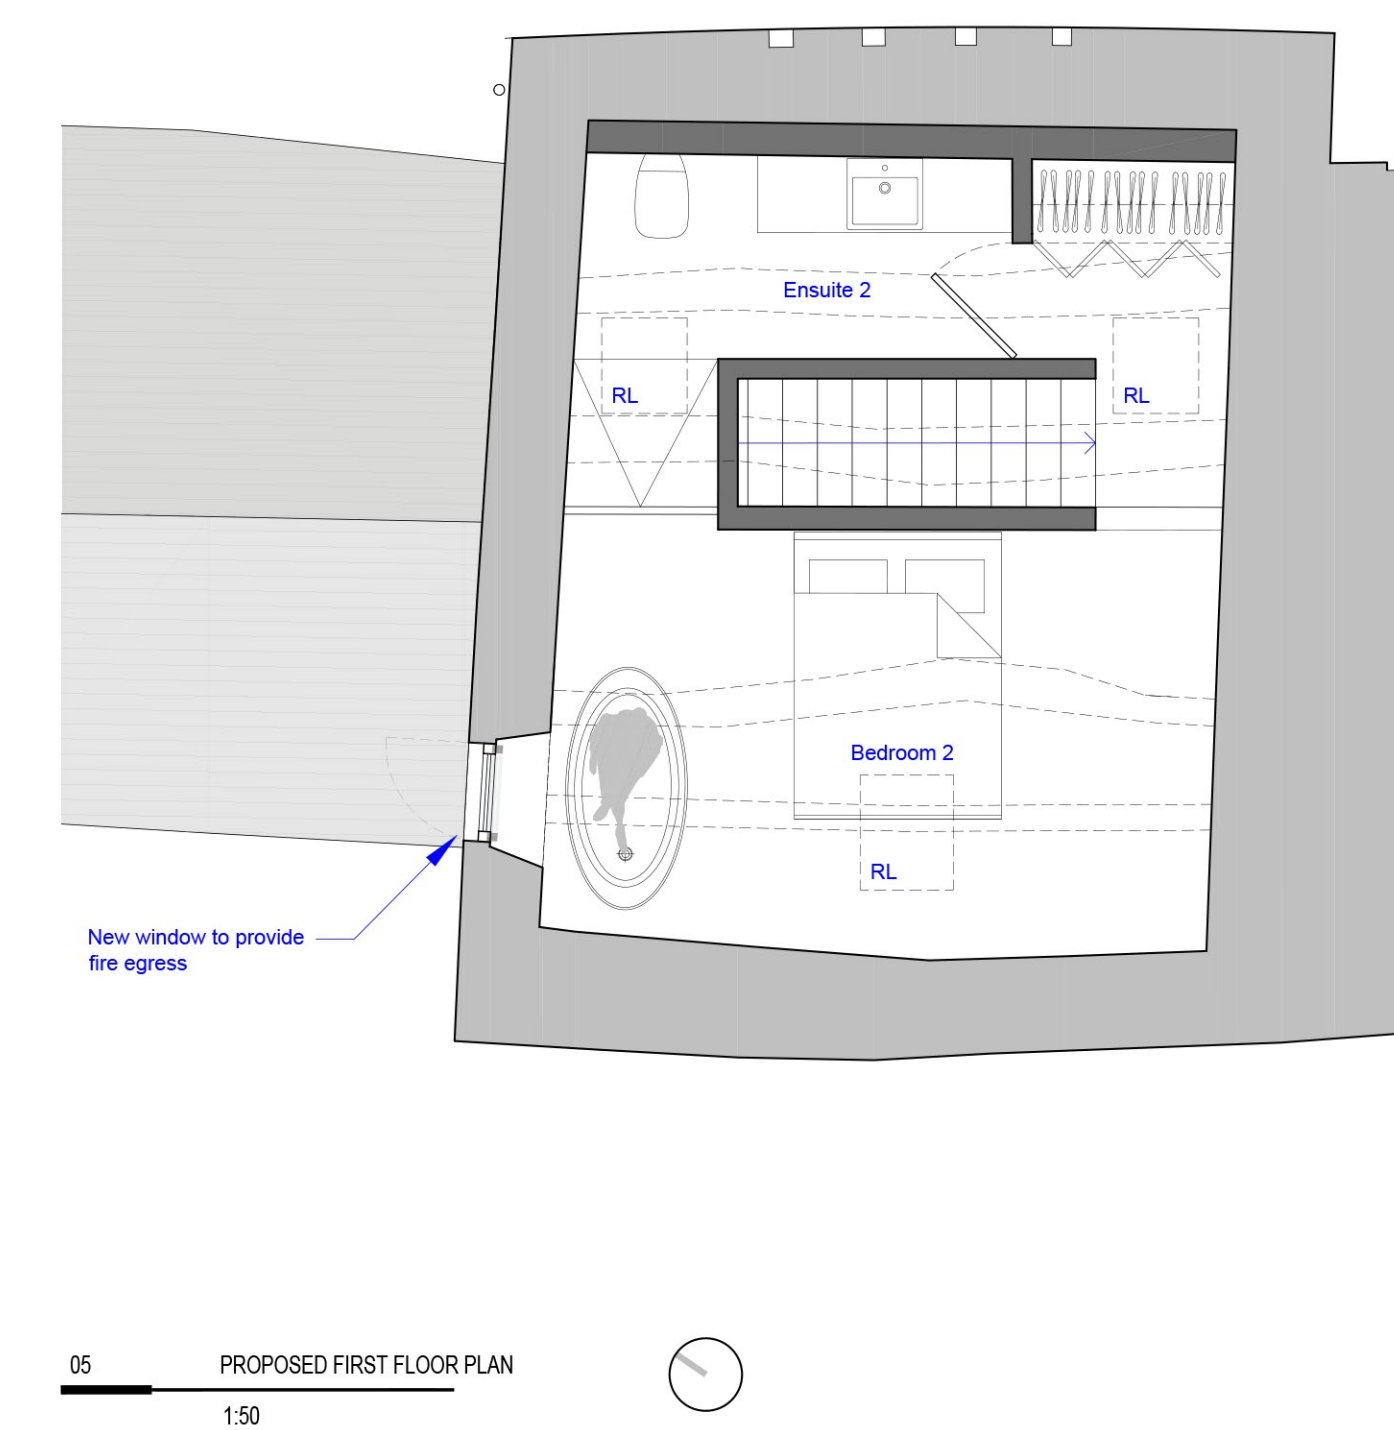 Ensuite 2
RL
RL
Bedroom 2
RL
New window to provide
fire egress
05 PROPOSED FIRST FLOOR PLAN
1:50